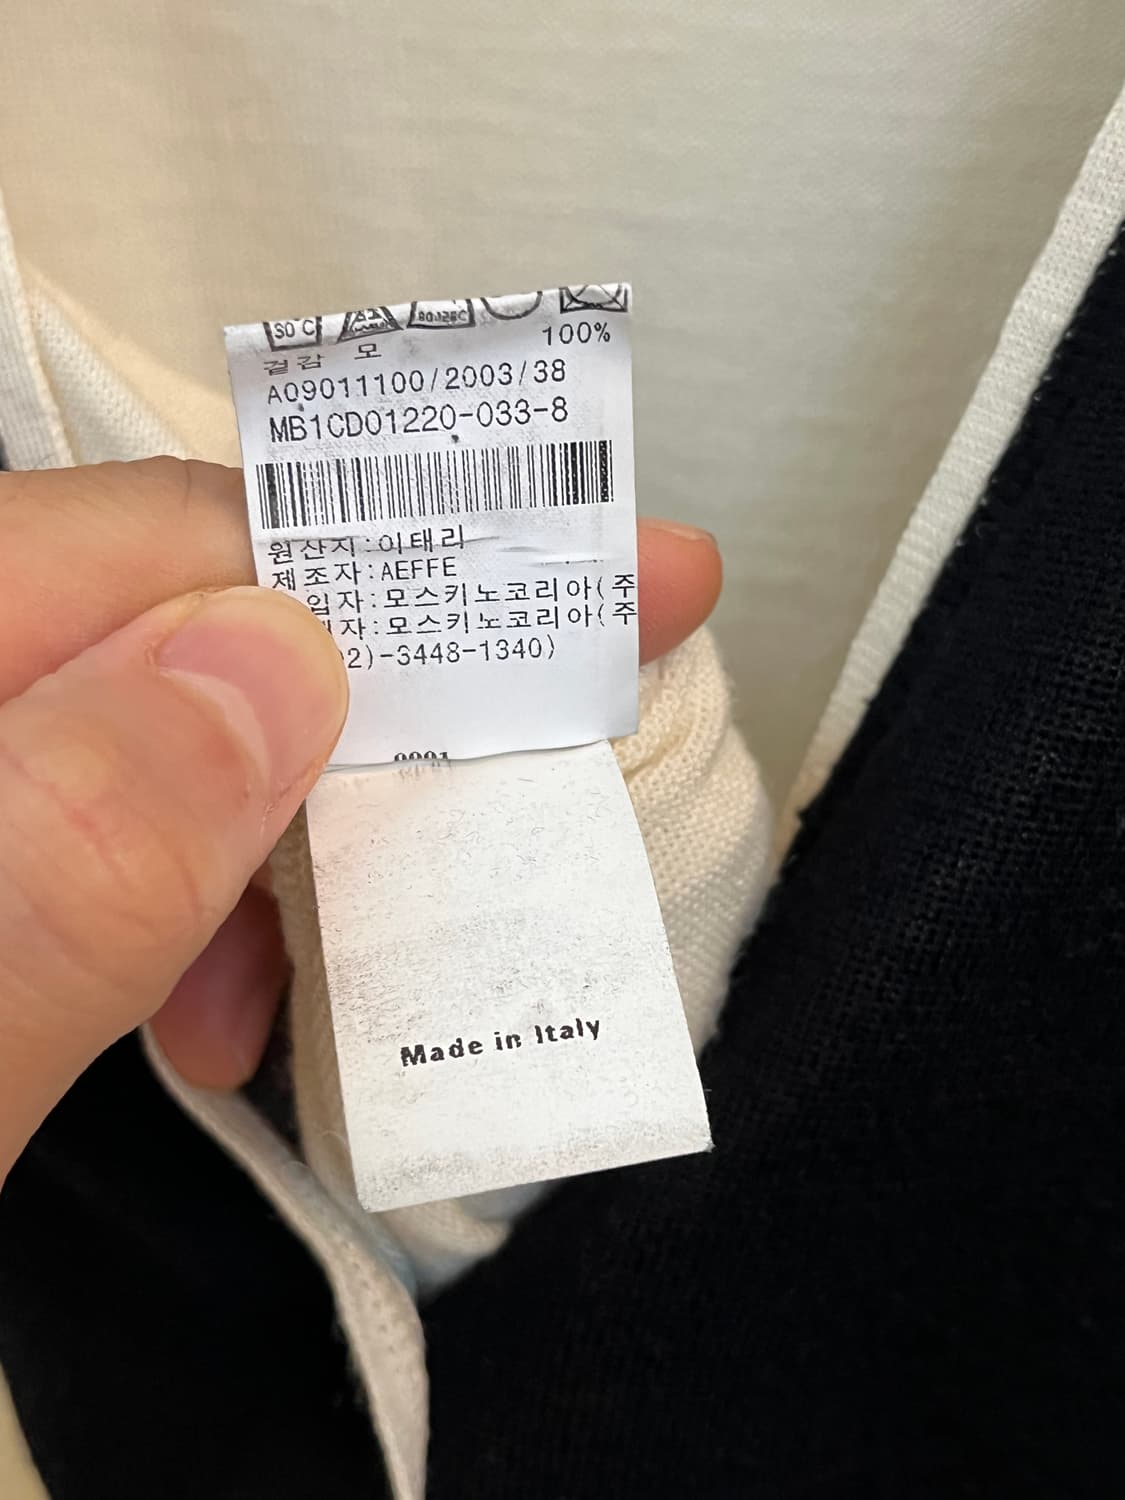 겉감 모 100%
A09011100/2003/38
MB1CD01220-033-8
원산지:이태리
제조자:AEFFE
입자:모스키노코리아(주
자:모스키노코리아(주
2)-3448-1340)
Made in Italy